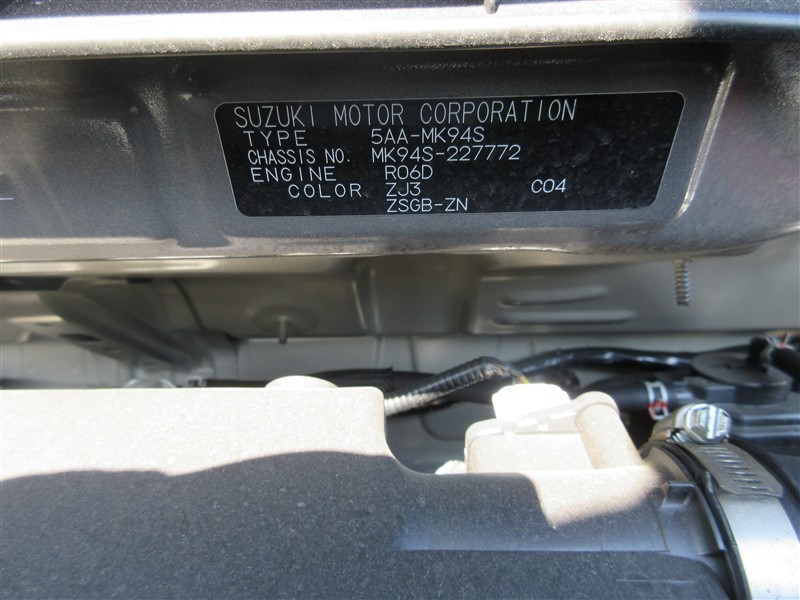 SUZUKI MOTOR CORPORATION
TYPE 5AA-MK94S
CHASSIS NO. MK94S-227772
ENGINE R06D
COLOR ZJ3 C04
ZSGB-ZN